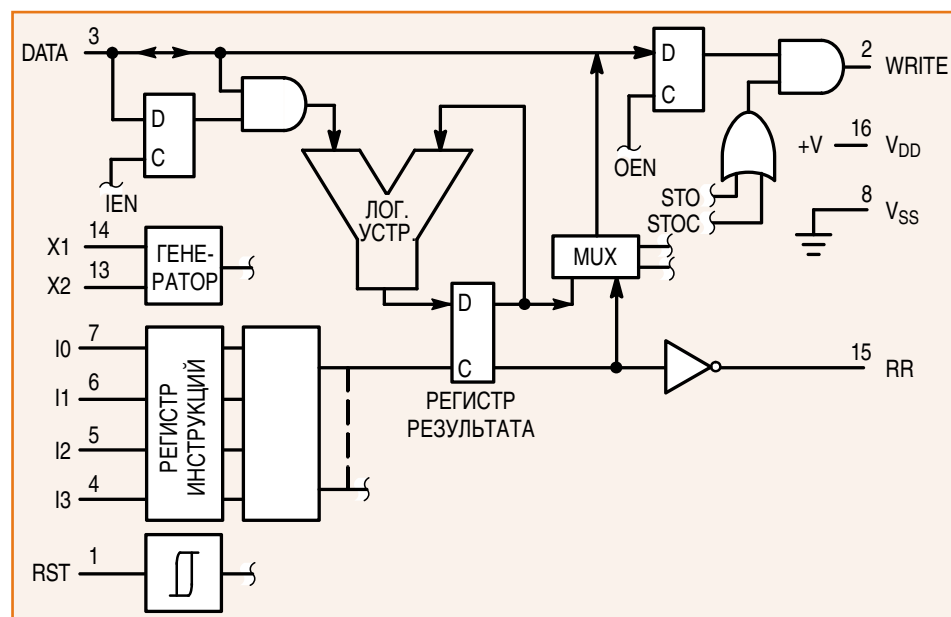 DATA 3
D
C
IEN
D
C
OEN
2 WRITE
+V 16 VDD
8 VSS
STO
STOC
ЛОГ.
УСТР.
MUX
X1 14
X2 13
ГЕНЕ-
РАТОР
D
C
РЕГИСТР
РЕЗУЛЬТАТА
15 RR
I0 7
I1 6
I2 5
I3 4
РЕГИСТР
ИНСТРУКЦИЙ
RST 1